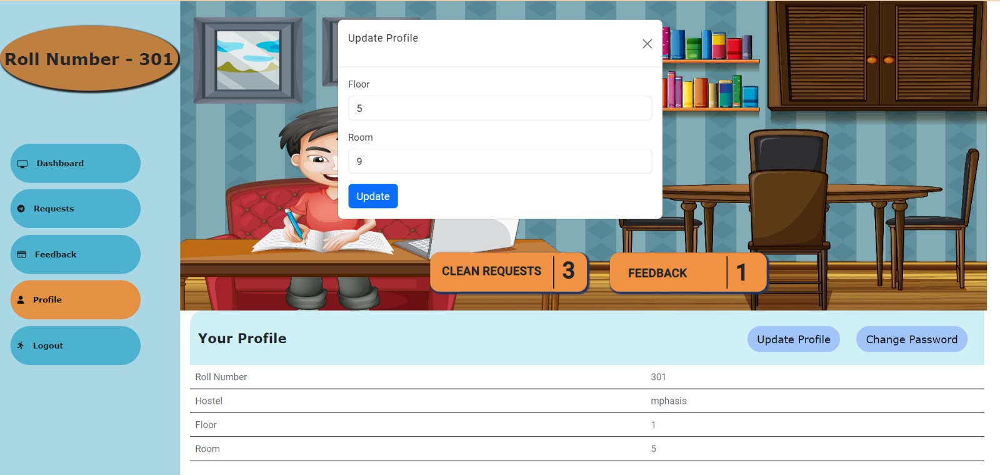 Roll Number - 301
Dashboard
Requests
Feedback
Profile
Logout
Update Profile
Floor
5
Room
9
Update
CLEAN REQUESTS 3
FEEDBACK 1
Your Profile
Update Profile
Change Password
Roll Number 301
Hostel mphasis
Floor 1
Room 5